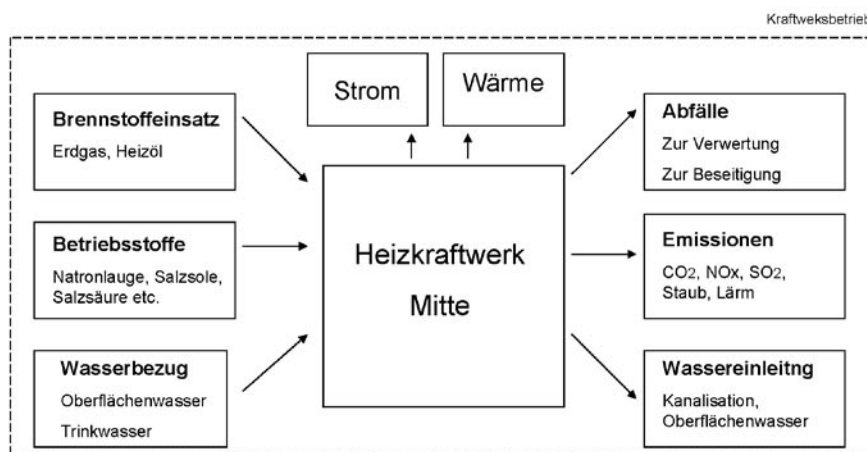 Kraftweksbetrieb
Strom
Wärme
Brennstoffeinsatz
Erdgas, Heizöl
Betriebsstoffe
Natronlauge, Salzsole,
Salzsäure etc.
Wasserbezug
Oberflächenwasser
Trinkwasser
Heizkraftwerk
Mitte
Abfälle
Zur Verwertung
Zur Beseitigung
Emissionen
CO2, NOx, SO2,
Staub, Lärm
Wassereinleitng
Kanalisation,
Oberflächenwasser